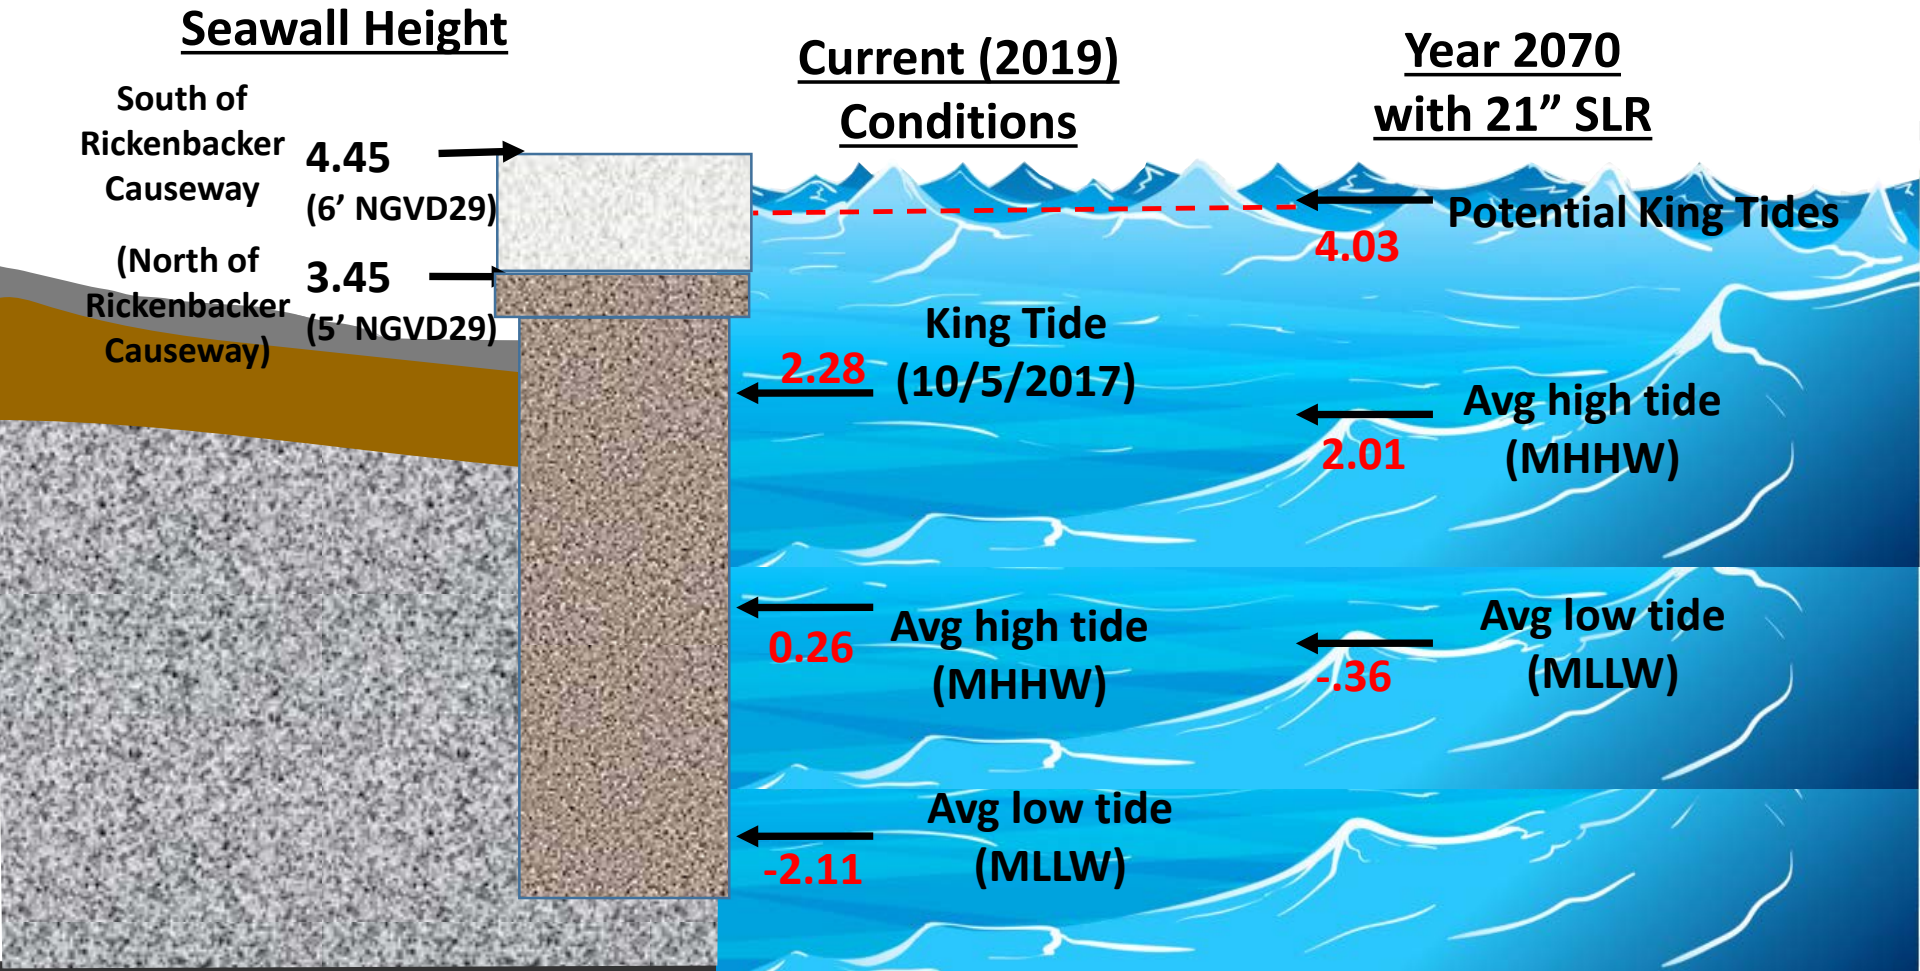 Seawall Height
South of
Rickenbacker
Causeway
4.45
(6’ NGVD29)
(North of
Rickenbacker
Causeway)
3.45
(5’ NGVD29)
Current (2019)
Conditions
King Tide
(10/5/2017)
2.28
Avg high tide
(MHHW)
0.26
Avg low tide
(MLLW)
-2.11
Year 2070
with 21” SLR
Potential King Tides
4.03
Avg high tide
(MHHW)
2.01
Avg low tide
(MLLW)
-.36